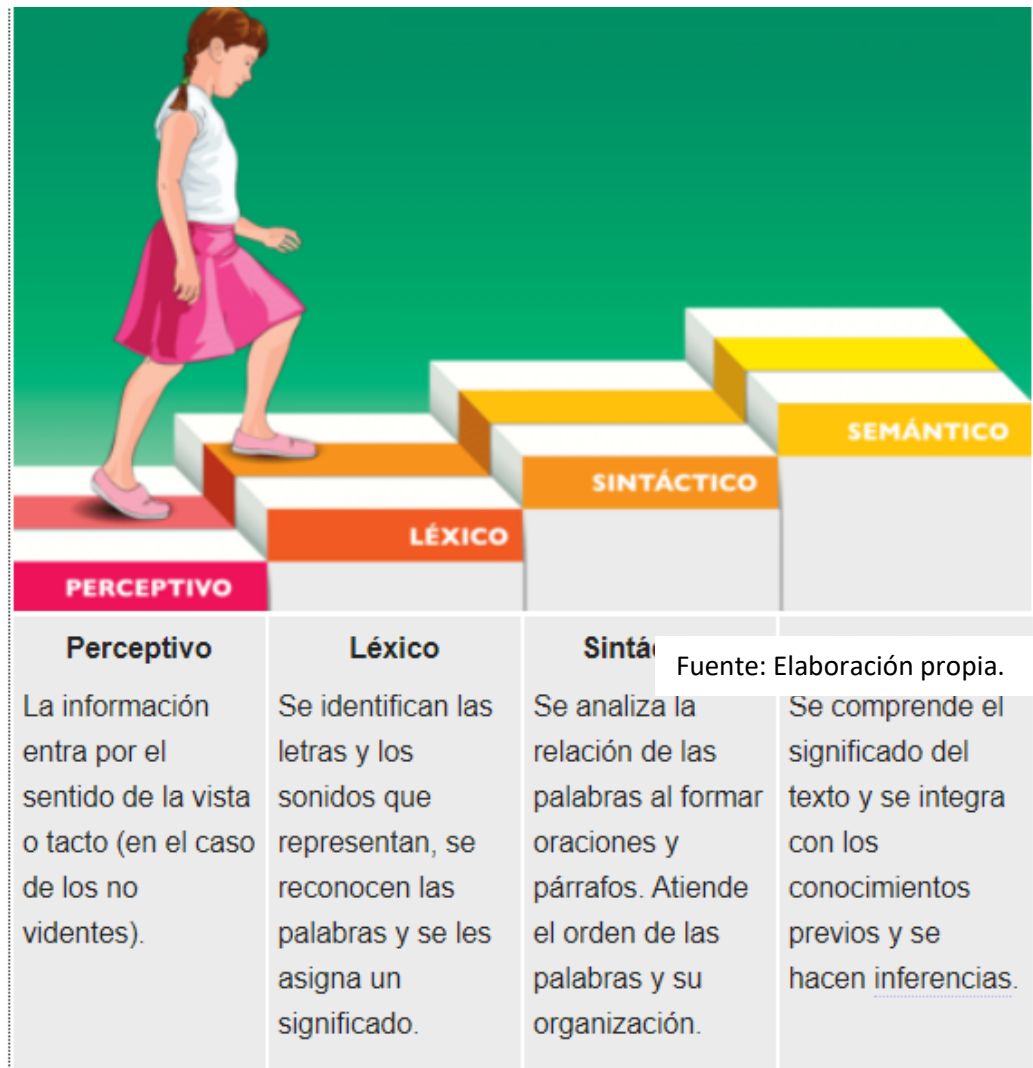 SEMÁNTICO
SINTÁCTICO
LÉXICO
PERCEPTIVO
Perceptivo
La información
entra por el
sentido de la vista
o tacto (en el caso
de los no
videntes).
Léxico
Se identifican las
letras y los
sonidos que
representan, se
reconocen las
palabras y se les
asigna un
significado.
Fuente: Elaboración propia.
Se analiza la
relación de las
palabras al formar
oraciones y
párrafos. Atiende
el orden de las
palabras y su
organización.
Se comprende el
significado del
texto y se integra
con los
conocimientos
previos y se
hacen inferencias.